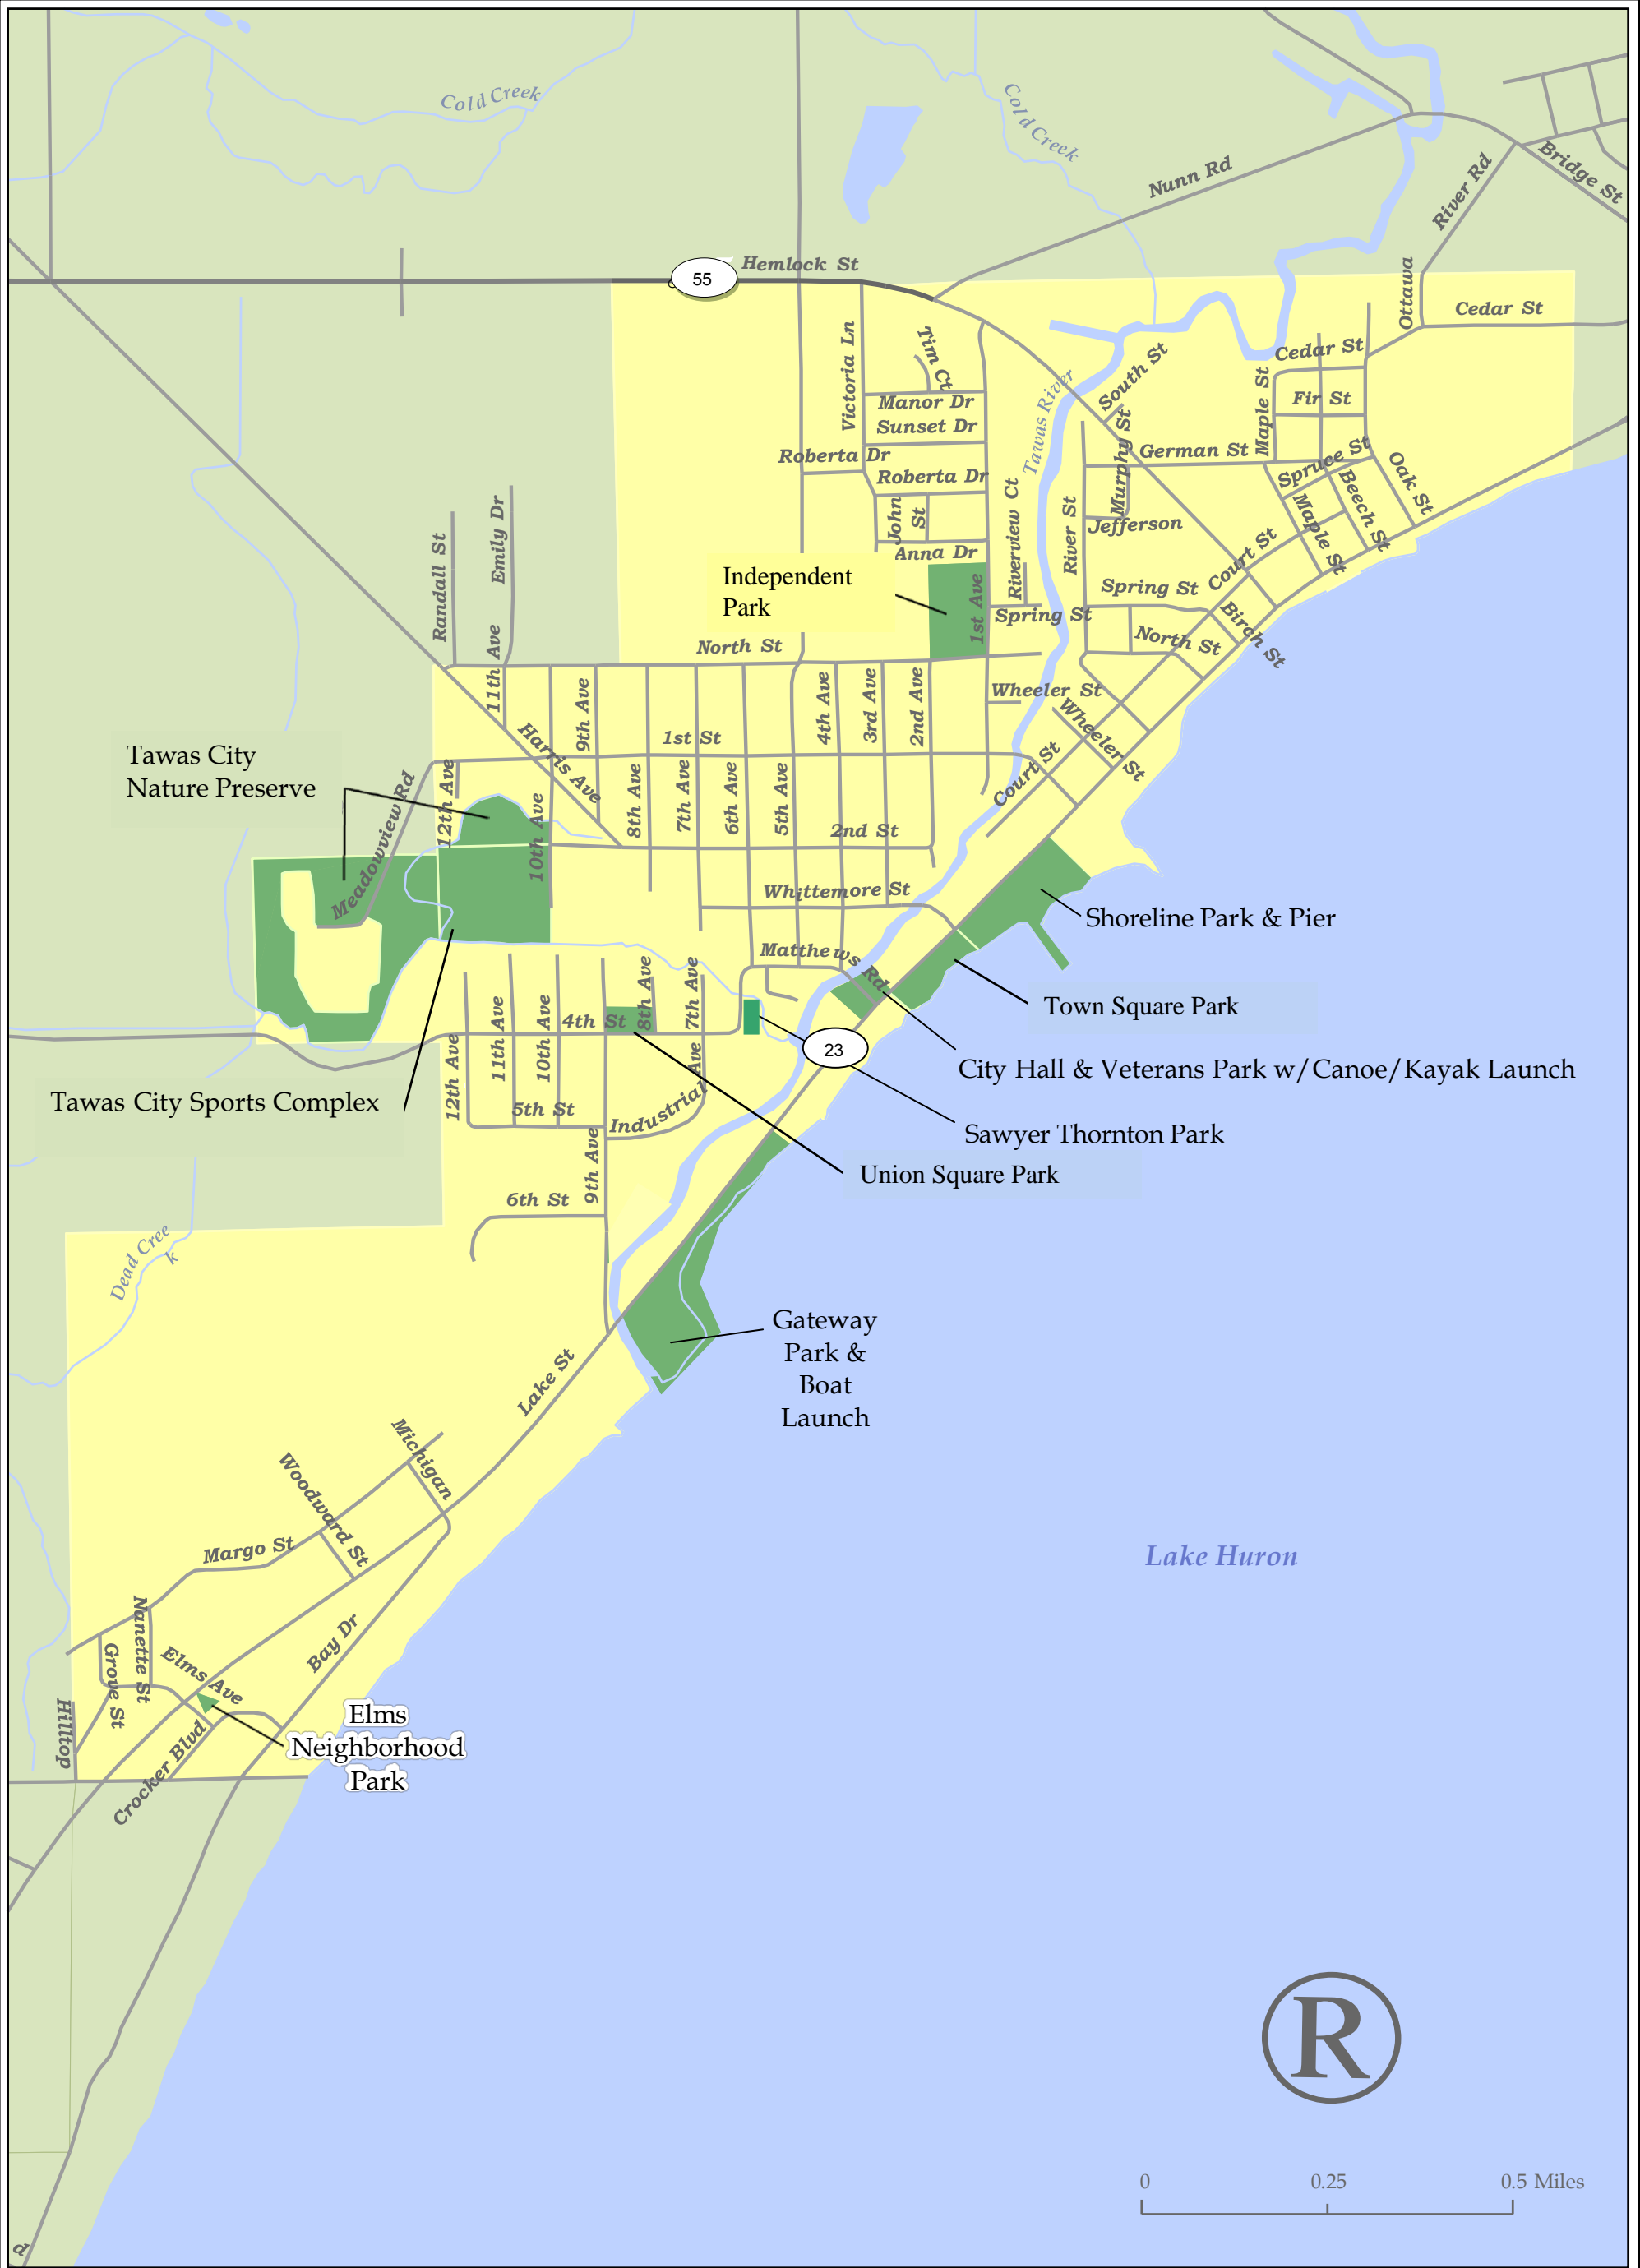 Cold Creek
Cold Creek
Nunn Rd
River Rd
Bridge St
55
Hemlock St
Ottawa
Cedar St
Victoria Ln
Tim Ct
Manor Dr
Sunset Dr
Roberta Dr
Roberta Dr
John St
Anna Dr
Tawas River
South St
Murphy St
German St
Maple St
Cedar St
Fir St
Spruce St
Beech St
Oak St
Maple St
Jefferson
River St
Riverview Ct
Court St
Spring St
Spring St
Birch St
North St
Randall St
Emily Dr
Independent
Park
1st Ave
North St
11th Ave
9th Ave
4th Ave
3rd Ave
2nd Ave
Wheeler St
Wheeler St
Court St
Harris Ave
1st St
Tawas City
Nature Preserve
Meadowview Rd
12th Ave
10th Ave
8th Ave
7th Ave
6th Ave
5th Ave
2nd St
Whittemore St
Shoreline Park & Pier
Matthews Rd
Town Square Park
4th St
8th Ave
7th Ave
11th Ave
10th Ave
12th Ave
23
City Hall & Veterans Park w/Canoe/Kayak Launch
Tawas City Sports Complex
5th St
Industrial Ave
Sawyer Thornton Park
Union Square Park
9th Ave
6th St
Dead Cree
k
Gateway
Park &
Boat
Launch
Lake St
Michigan
Woodward St
Margo St
Lake Huron
Nanette St
Grove St
Elms Ave
Bay Dr
Hilltop
Crocker Blvd
Elms
Neighborhood
Park
R
0 0.25 0.5 Miles
d